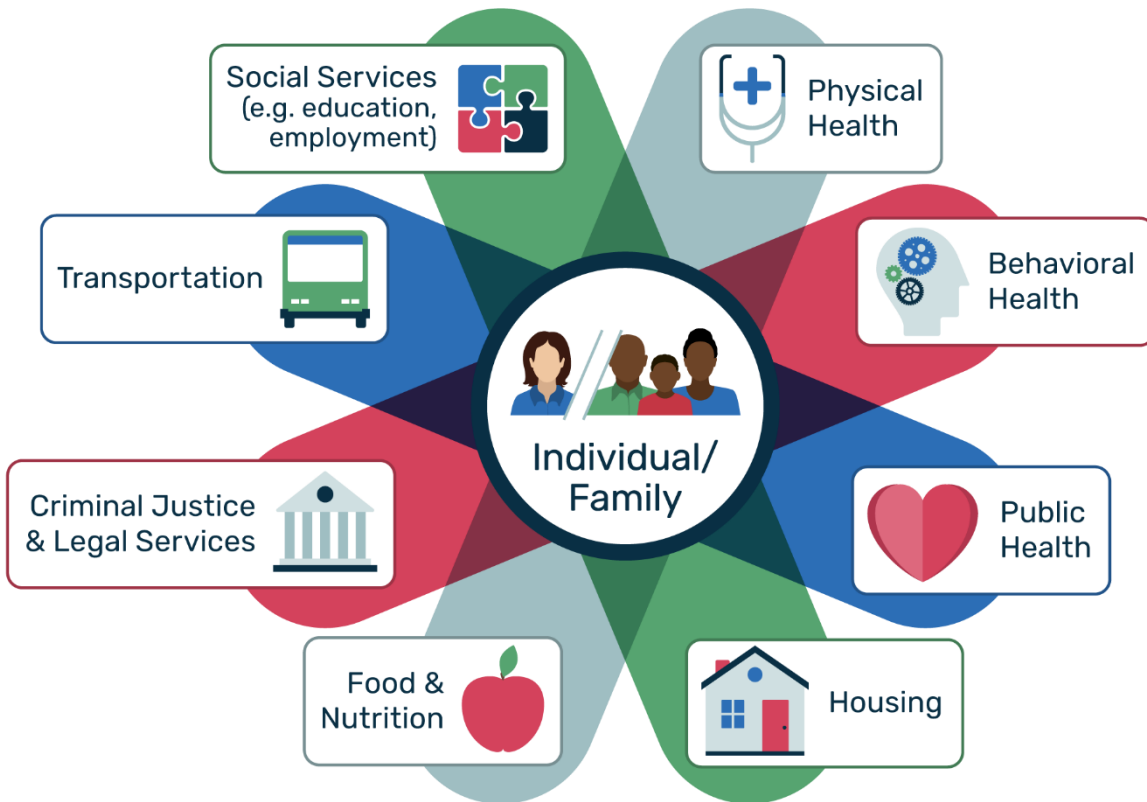 Social Services
(e.g. education,
employment)
Physical
Health
Transportation
Behavioral
Health
Individual/
Family
Criminal Justice
& Legal Services
Public
Health
Food &
Nutrition
Housing